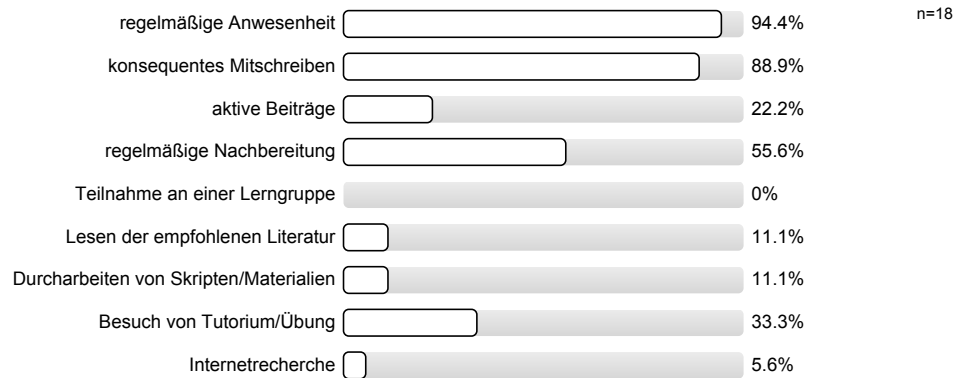 n=18
regelmäßige Anwesenheit 94.4%
konsequentes Mitschreiben 88.9%
aktive Beiträge 22.2%
regelmäßige Nachbereitung 55.6%
Teilnahme an einer Lerngruppe 0%
Lesen der empfohlenen Literatur 11.1%
Durcharbeiten von Skripten/Materialien 11.1%
Besuch von Tutorium/Übung 33.3%
Internetrecherche 5.6%